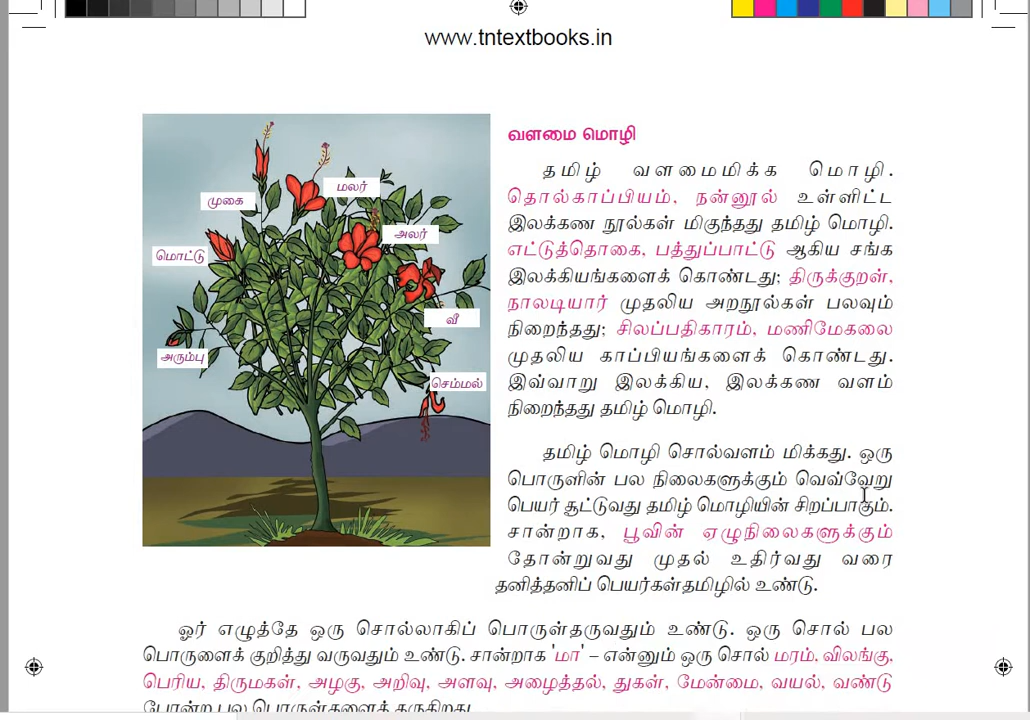 www.tntextbooks.in
முகை
மலர்
அலர்
மொட்டு
வீ
அரும்பு
செம்மல்
வளமை மொழி
தமிழ் வளமைமிக்க மொழி.
தொல்காப்பியம், நன்னூல் உள்ளிட்ட
இலக்கண நூல்கள் மிகுந்தது தமிழ் மொழி.
எட்டுத்தொகை, பத்துப்பாட்டு ஆகிய சங்க
இலக்கியங்களைக் கொண்டது; திருக்குறள்,
நாலடியார் முதலிய அறநூல்கள் பலவும்
நிறைந்தது; சிலப்பதிகாரம், மணிமேகலை
முதலிய காப்பியங்களைக் கொண்டது.
இவ்வாறு இலக்கிய, இலக்கண வளம்
நிறைந்தது தமிழ் மொழி.
தமிழ் மொழி சொல்வளம் மிக்கது. ஒரு
பொருளின் பல நிலைகளுக்கும் வெவ்வேறு
பெயர் சூட்டுவது தமிழ் மொழியின் சிறப்பாகும்.
சான்றாக, பூவின் ஏழுநிலைகளுக்கும்
தோன்றுவது முதல் உதிர்வது வரை
தனித்தனிப் பெயர்கள்தமிழில் உண்டு.
ஓர் எழுத்தே ஒரு சொல்லாகிப் பொருள்தருவதும் உண்டு. ஒரு சொல் பல
பொருளைக் குறித்து வருவதும் உண்டு. சான்றாக 'மா' – என்னும் ஒரு சொல் மரம், விலங்கு,
பெரிய, திருமகள், அழகு, அறிவு, அளவு, அழைத்தல், துகள், மேன்மை, வயல், வண்டு
போன்ற பல பொருள்களைத் தருகிறது.